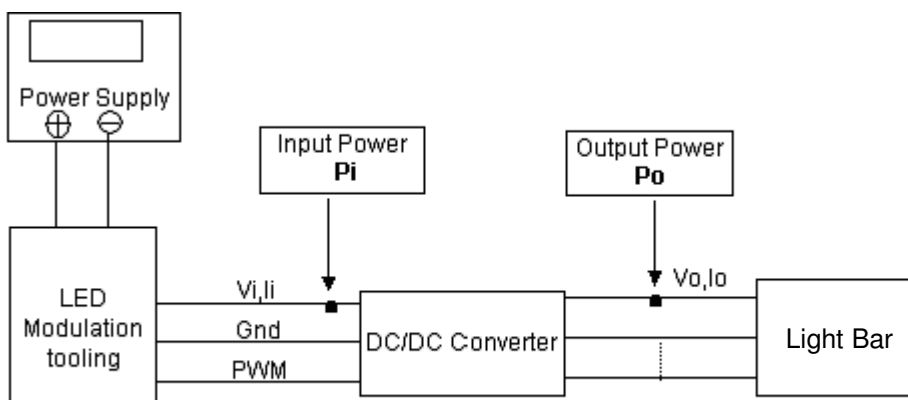 Power Supply
Input Power
Pi
Output Power
Po
LED
Modulation
tooling
Vi,Ii
Gnd
PWM
DC/DC Converter
Vo,Io
Light Bar